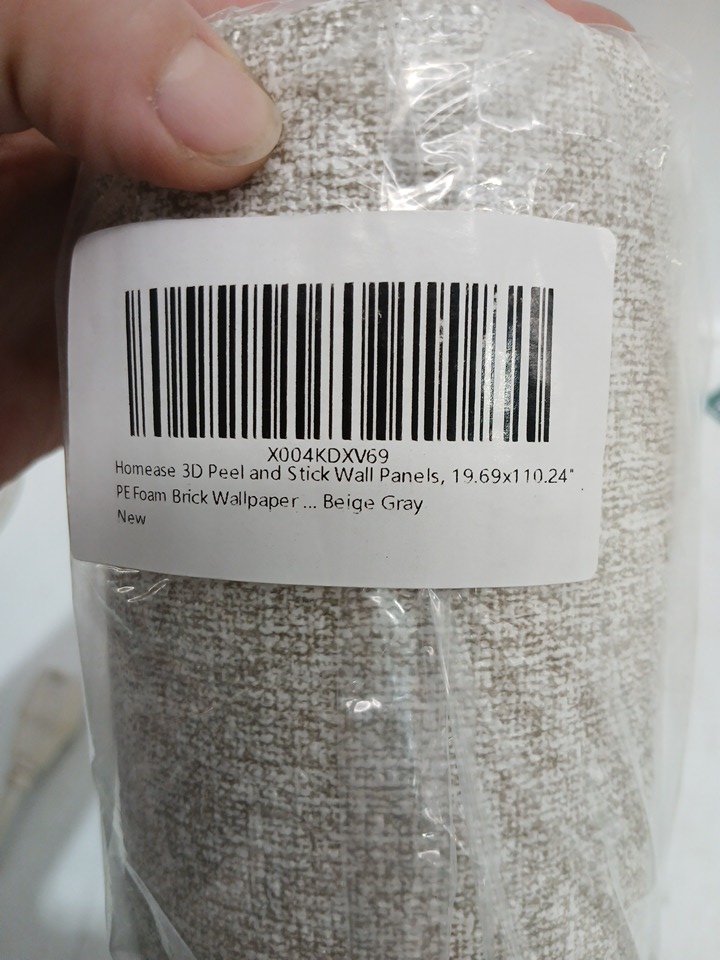 X004KDXV69
Homease 3D Peel and Stick Wall Panels, 19.69x110.24"
PE Foam Brick Wallpaper ... Beige Gray
New